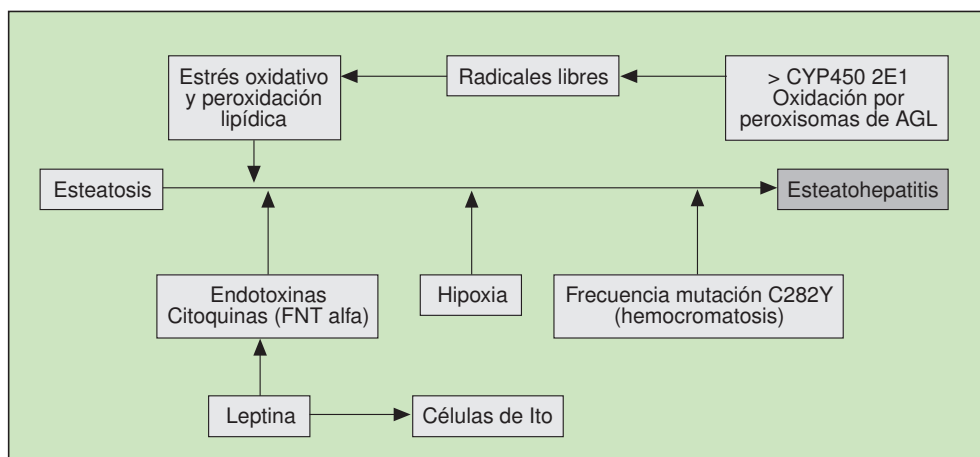 Estrés oxidativo
y peroxidación
lipídica
Radicales libres
> CYP450 2E1
Oxidación por
peroxisomas de AGL
Esteatosis
Esteatohepatitis
Endotoxinas
Citoquinas (FNT alfa)
Hipoxia
Frecuencia mutación C282Y
(hemocromatosis)
Leptina
Células de Ito